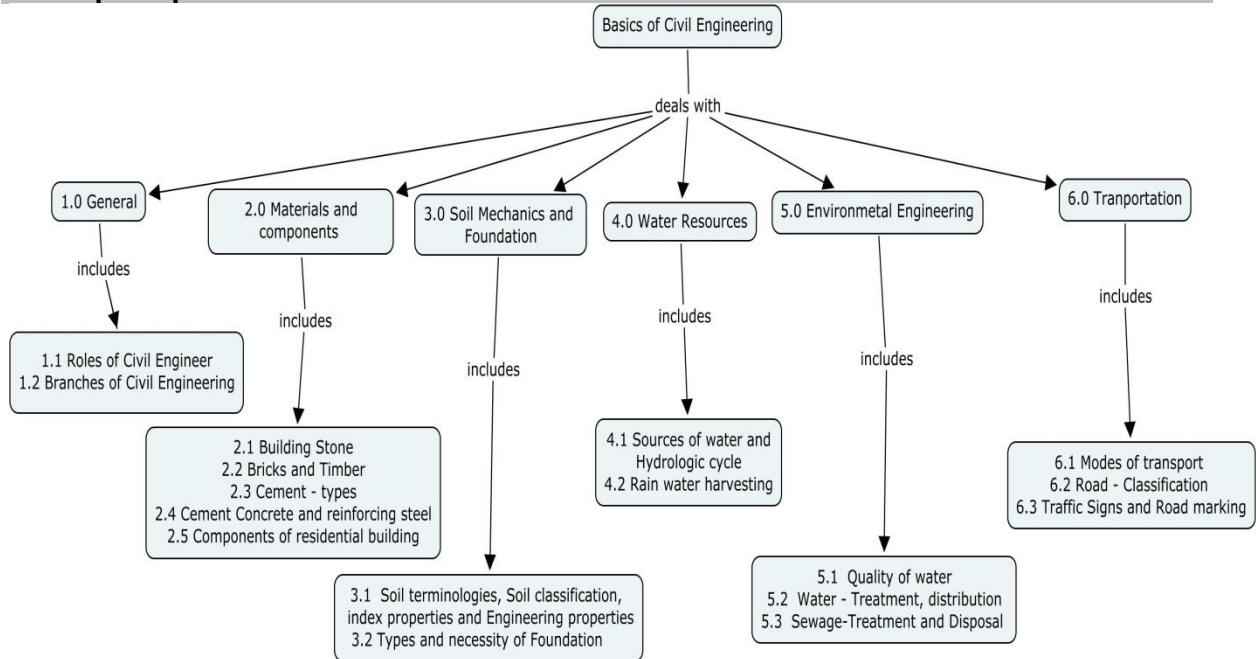 Basics of Civil Engineering
deals with
1.0 General
2.0 Materials and
components
3.0 Soil Mechanics and
Foundation
4.0 Water Resources
5.0 Environmetal Engineering
6.0 Tranportation
includes
includes
includes
includes
includes
includes
1.1 Roles of Civil Engineer
1.2 Branches of Civil Engineering
2.1 Building Stone
2.2 Bricks and Timber
2.3 Cement - types
2.4 Cement Concrete and reinforcing steel
2.5 Components of residential building
3.1 Soil terminologies, Soil classification,
index properties and Engineering properties
3.2 Types and necessity of Foundation
4.1 Sources of water and
Hydrologic cycle
4.2 Rain water harvesting
5.1 Quality of water
5.2 Water - Treatment, distribution
5.3 Sewage-Treatment and Disposal
6.1 Modes of transport
6.2 Road - Classification
6.3 Traffic Signs and Road marking